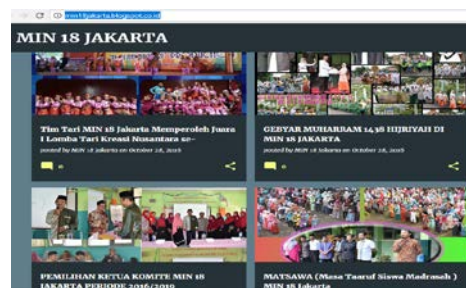 min18jakarta.blogspot.co.id
MIN 18 JAKARTA
Tim Tari MIN 18 Jakarta Memperoleh Juara
I Lomba Tari Kreasi Nusantara se-
posted by MIN 18 Jakarta on October 28, 2016
0
GEBYAR MUHARRAM 1438 HIJRIYAH DI
MIN 18 JAKARTA
posted by MIN 18 Jakarta on October 28, 2016
0
PEMILIHAN KETUA KOMITE MIN 18
JAKARTA PERIODE 2016/2019
MATSAWA (Masa Taaruf Siswa Madrasah )
MIN 18 Jakarta